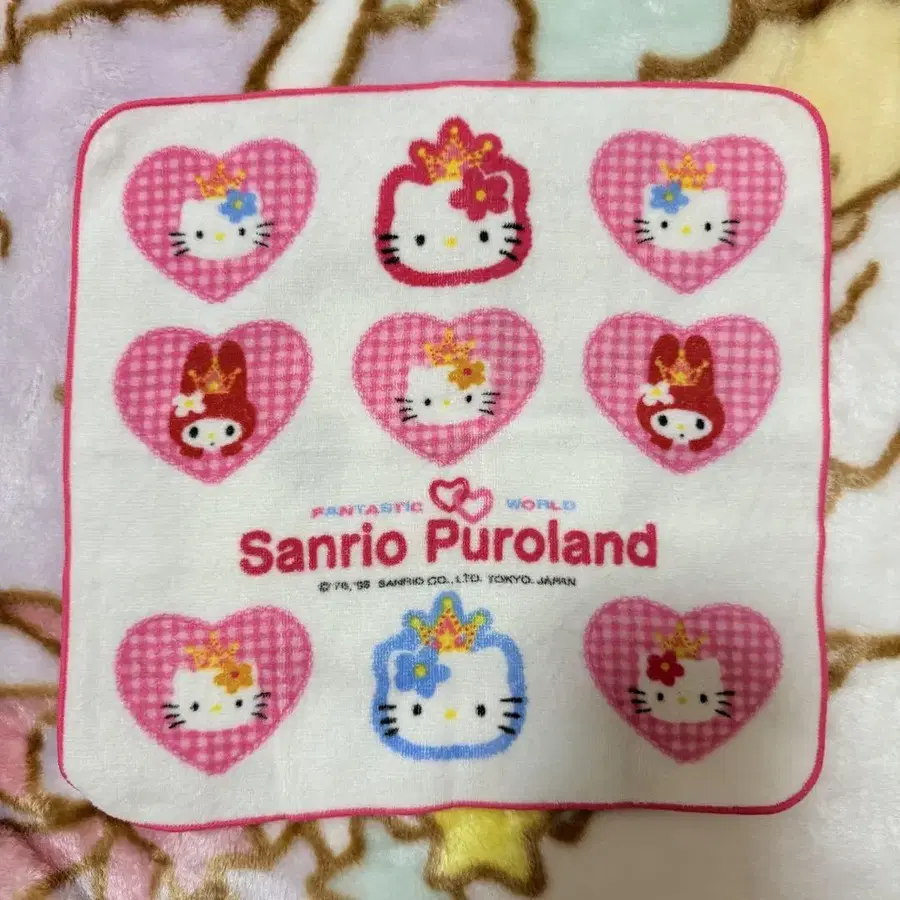 FANTASTIC WORLD
Sanrio Puroland
© '76, '98 SANRIO CO., LTD. TOKYO, JAPAN